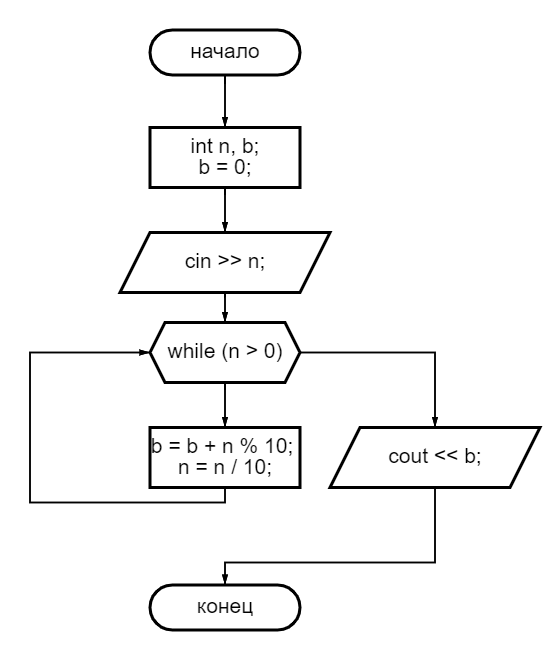 начало
int n, b;
b = 0;
cin >> n;
while (n > 0)
b = b + n % 10;
n = n / 10;
cout << b;
конец